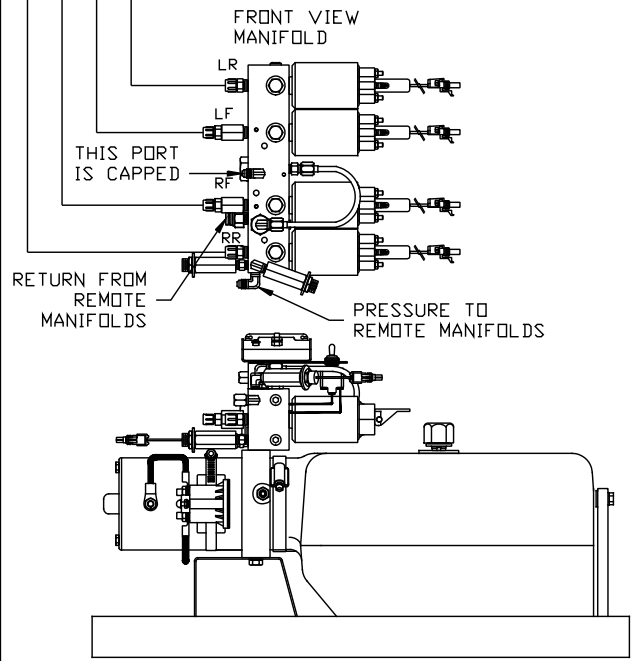 FRONT VIEW
MANIFOLD
LR
LF
THIS PORT
IS CAPPED
RF
RR
RETURN FROM
REMOTE
MANIFOLDS
PRESSURE TO
REMOTE MANIFOLDS